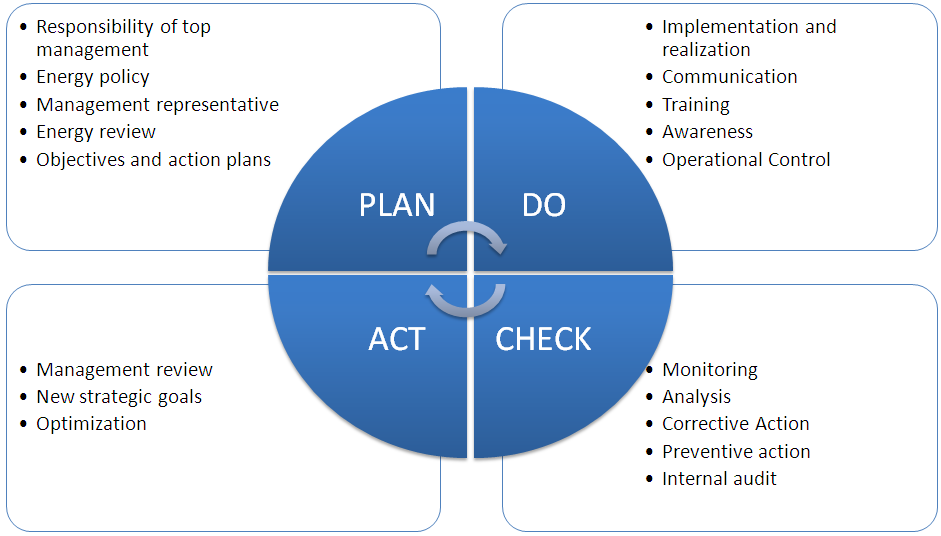 • Responsibility of top
management
• Energy policy
• Management representative
• Energy review
• Objectives and action plans
• Implementation and
realization
• Communication
• Training
• Awareness
• Operational Control
PLAN
DO
ACT
CHECK
• Management review
• New strategic goals
• Optimization
• Monitoring
• Analysis
• Corrective Action
• Preventive action
• Internal audit